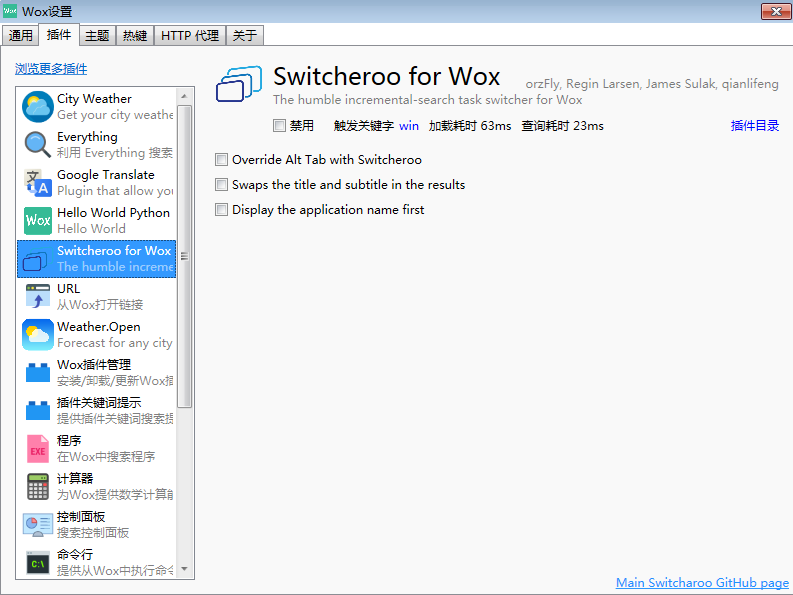 Wox设置
通用 插件 主题 热键 HTTP 代理 关于
浏览更多插件
City Weather
Get your city weathe
Everything
利用 Everything 搜索
Google Translate
Plugin that allow you
Wox
Hello World Python
Hello World
Switcheroo for Wox
The humble increme
URL
从Wox打开链接
Weather.Open
Forecast for any city
Wox插件管理
安装/卸载/更新Wox插
插件关键词提示
提供插件关键词搜索提
EXE
程序
在Wox中搜索程序
计算器
为Wox提供数学计算能
控制面板
搜索控制面板
C:\
命令行
提供从Wox中执行命令
Switcheroo for Wox orzFly, Regin Larsen, James Sulak, qianlifeng
The humble incremental-search task switcher for Wox
禁用 触发关键字 win 加载耗时 63ms 查询耗时 23ms 插件目录
Override Alt Tab with Switcheroo
Swaps the title and subtitle in the results
Display the application name first
Main Switcharoo GitHub page